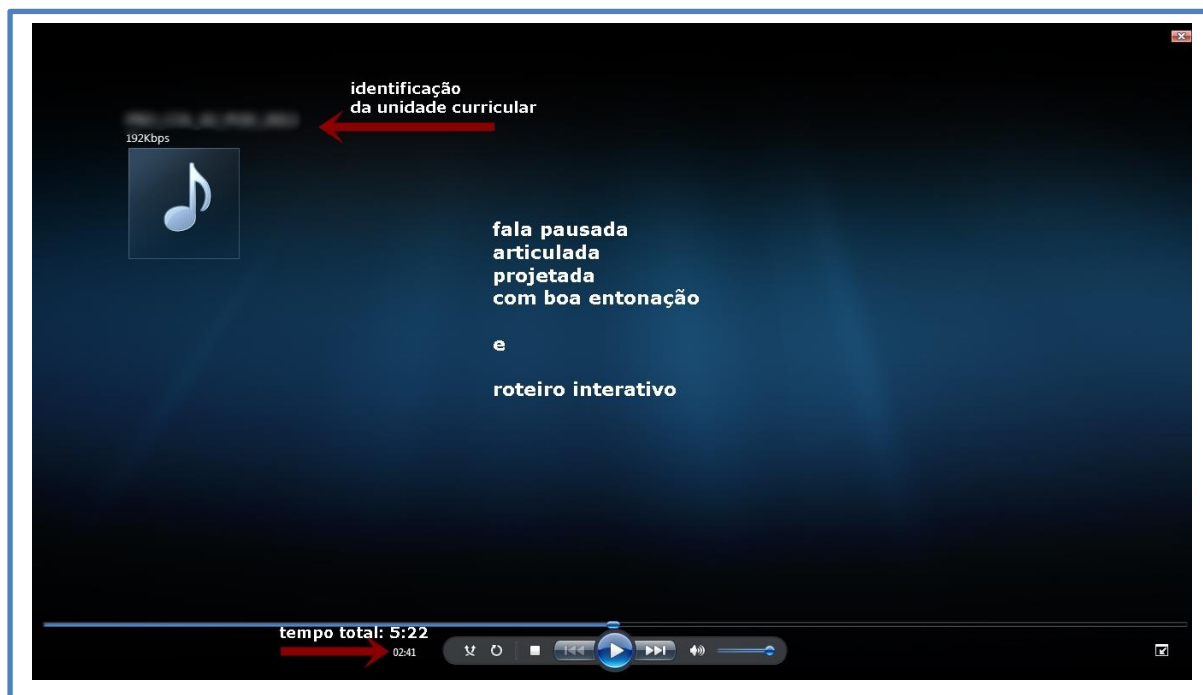 identificação
da unidade curricular
192Kbps
fala pausada
articulada
projetada
com boa entonação
e
roteiro interativo
tempo total: 5:22
02:41